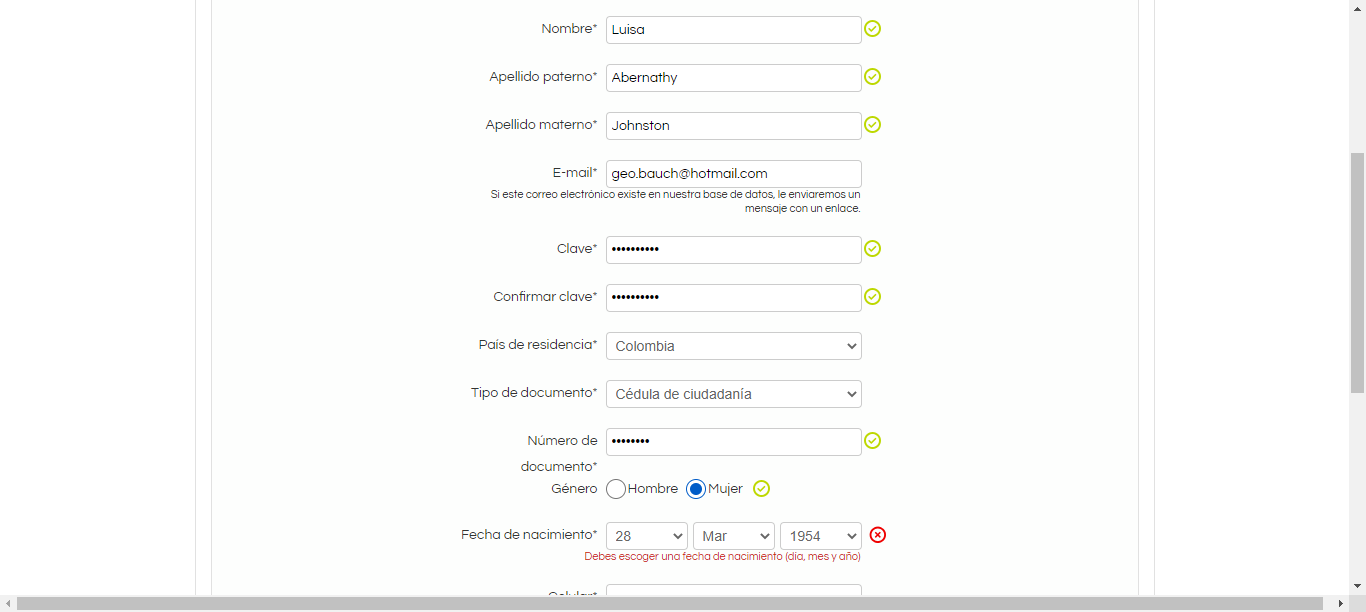 Nombre* Luisa
Apellido paterno* Abernathy
Apellido materno* Johnston
E-mail* geo.bauch@hotmail.com
Si este correo electrónico existe en nuestra base de datos, le enviaremos un
mensaje con un enlace.
Clave* ••••••••••
Confirmar clave* ••••••••••
País de residencia* Colombia
Tipo de documento* Cédula de ciudadanía
Número de ••••••••
documento*
Género Hombre Mujer
Fecha de nacimiento* 28 Mar 1954
Debes escoger una fecha de nacimiento (día, mes y año)
Celular*